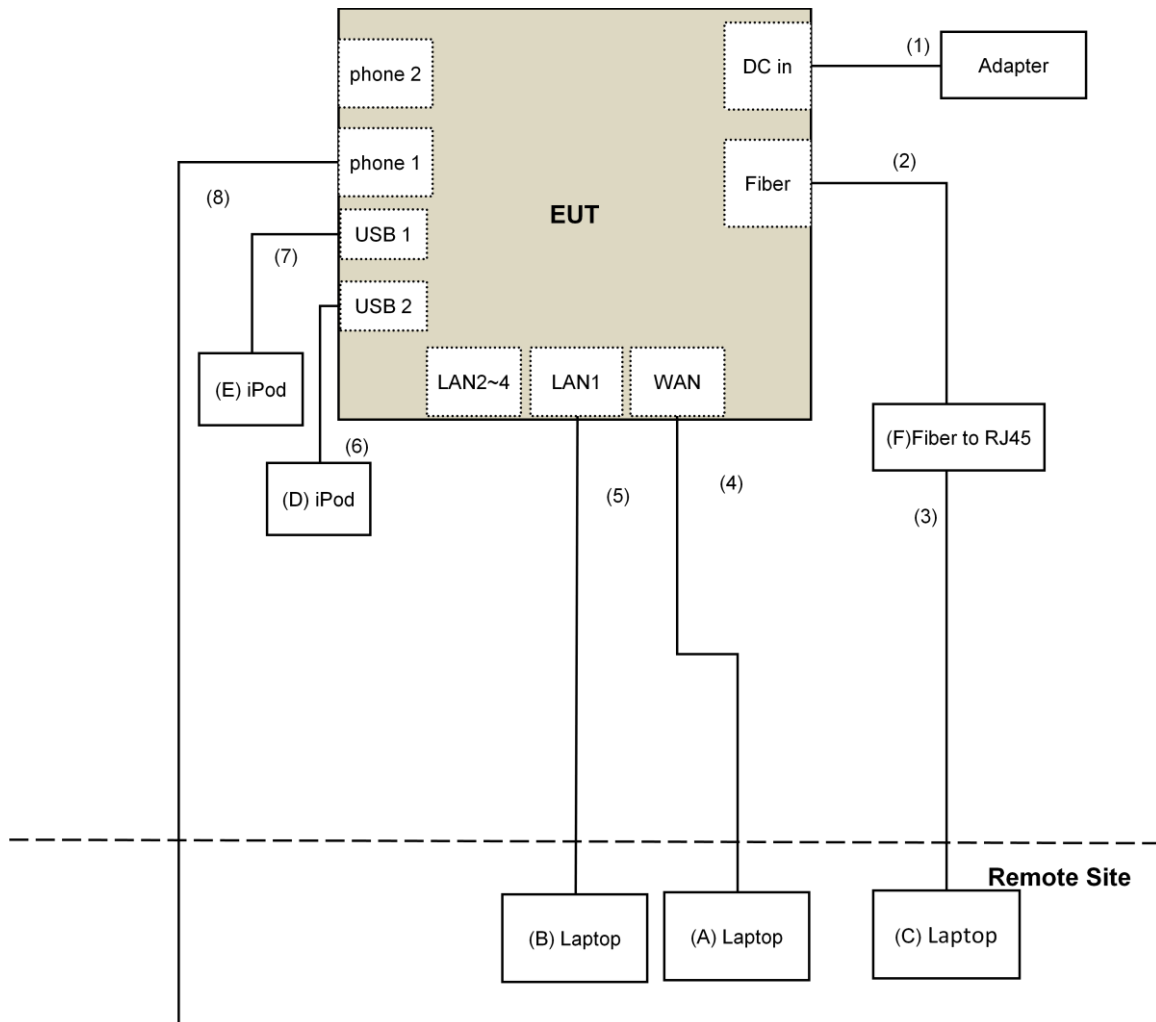 phone 2
DC in
(1)
Adapter
phone 1
(8)
Fiber
(2)
EUT
USB 1
(7)
USB 2
(E) iPod
LAN2~4
LAN1
WAN
(6)
(D) iPod
(F)Fiber to RJ45
(5)
(4)
(3)
Remote Site
(B) Laptop
(A) Laptop
(C) Laptop